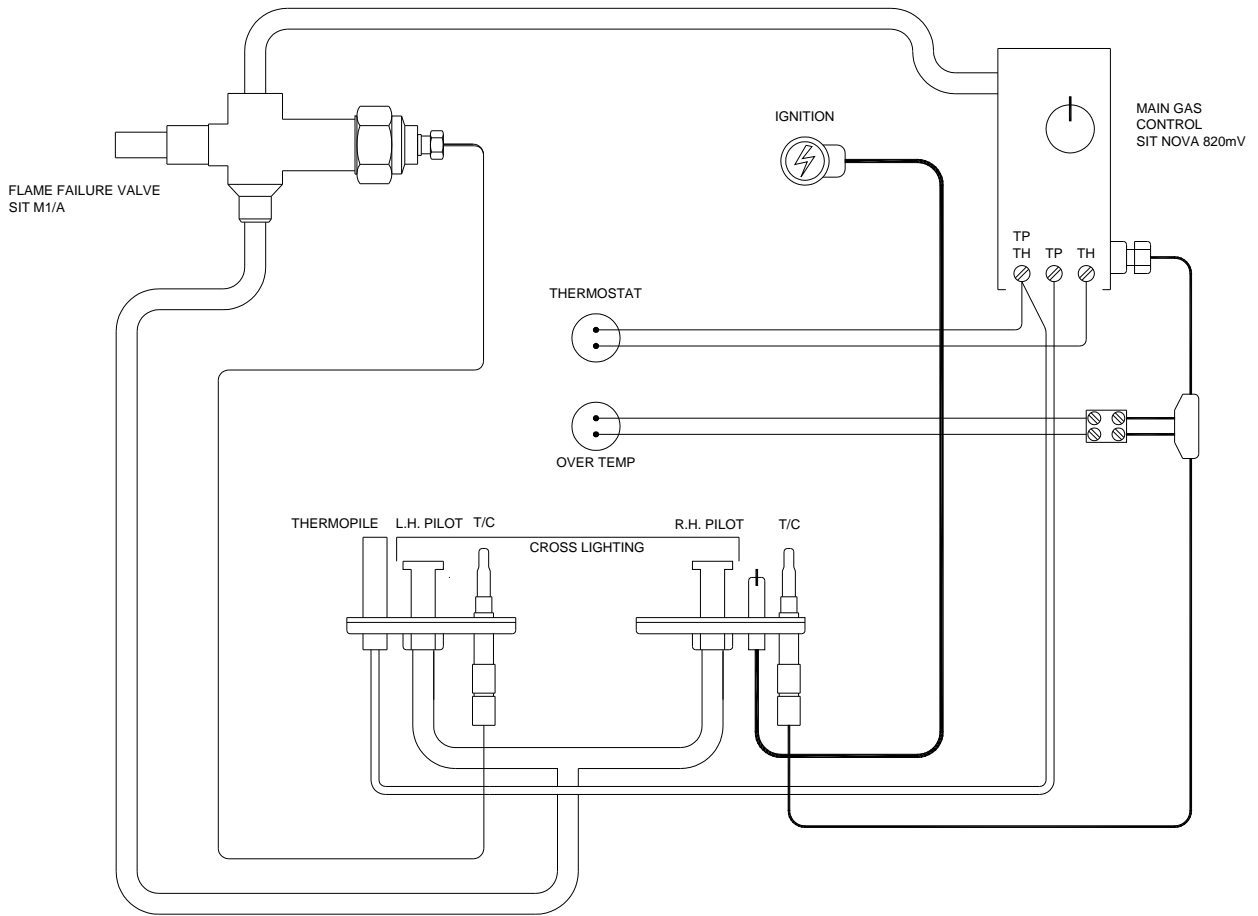 IGNITION
MAIN GAS
CONTROL
SIT NOVA 820mV
FLAME FAILURE VALVE
SIT M1/A
TP
TH TP TH
THERMOSTAT
OVER TEMP
THERMOPILE L.H. PILOT T/C R.H. PILOT T/C
CROSS LIGHTING